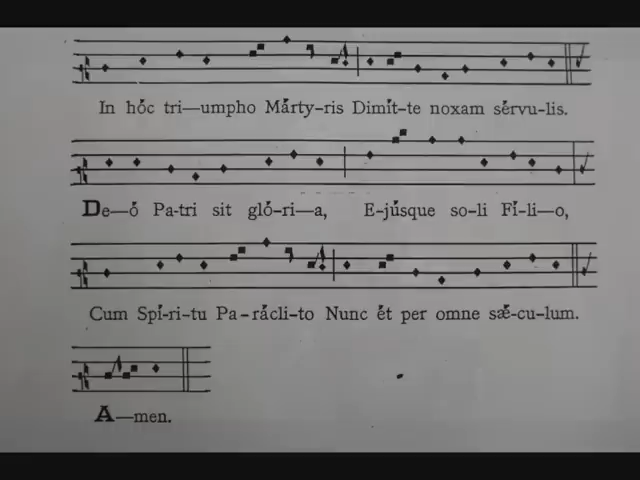 In hóc tri—umpho Márty-ris Dimít-te noxam sérvu-lis.
De—ó Pa-tri sit gló-ri—a, E-júsque so-li Fí-li—o,
Cum Spí-ri-tu Pa-rácli-to Nunc ét per omne sǽ-cu-lum.
A—men.